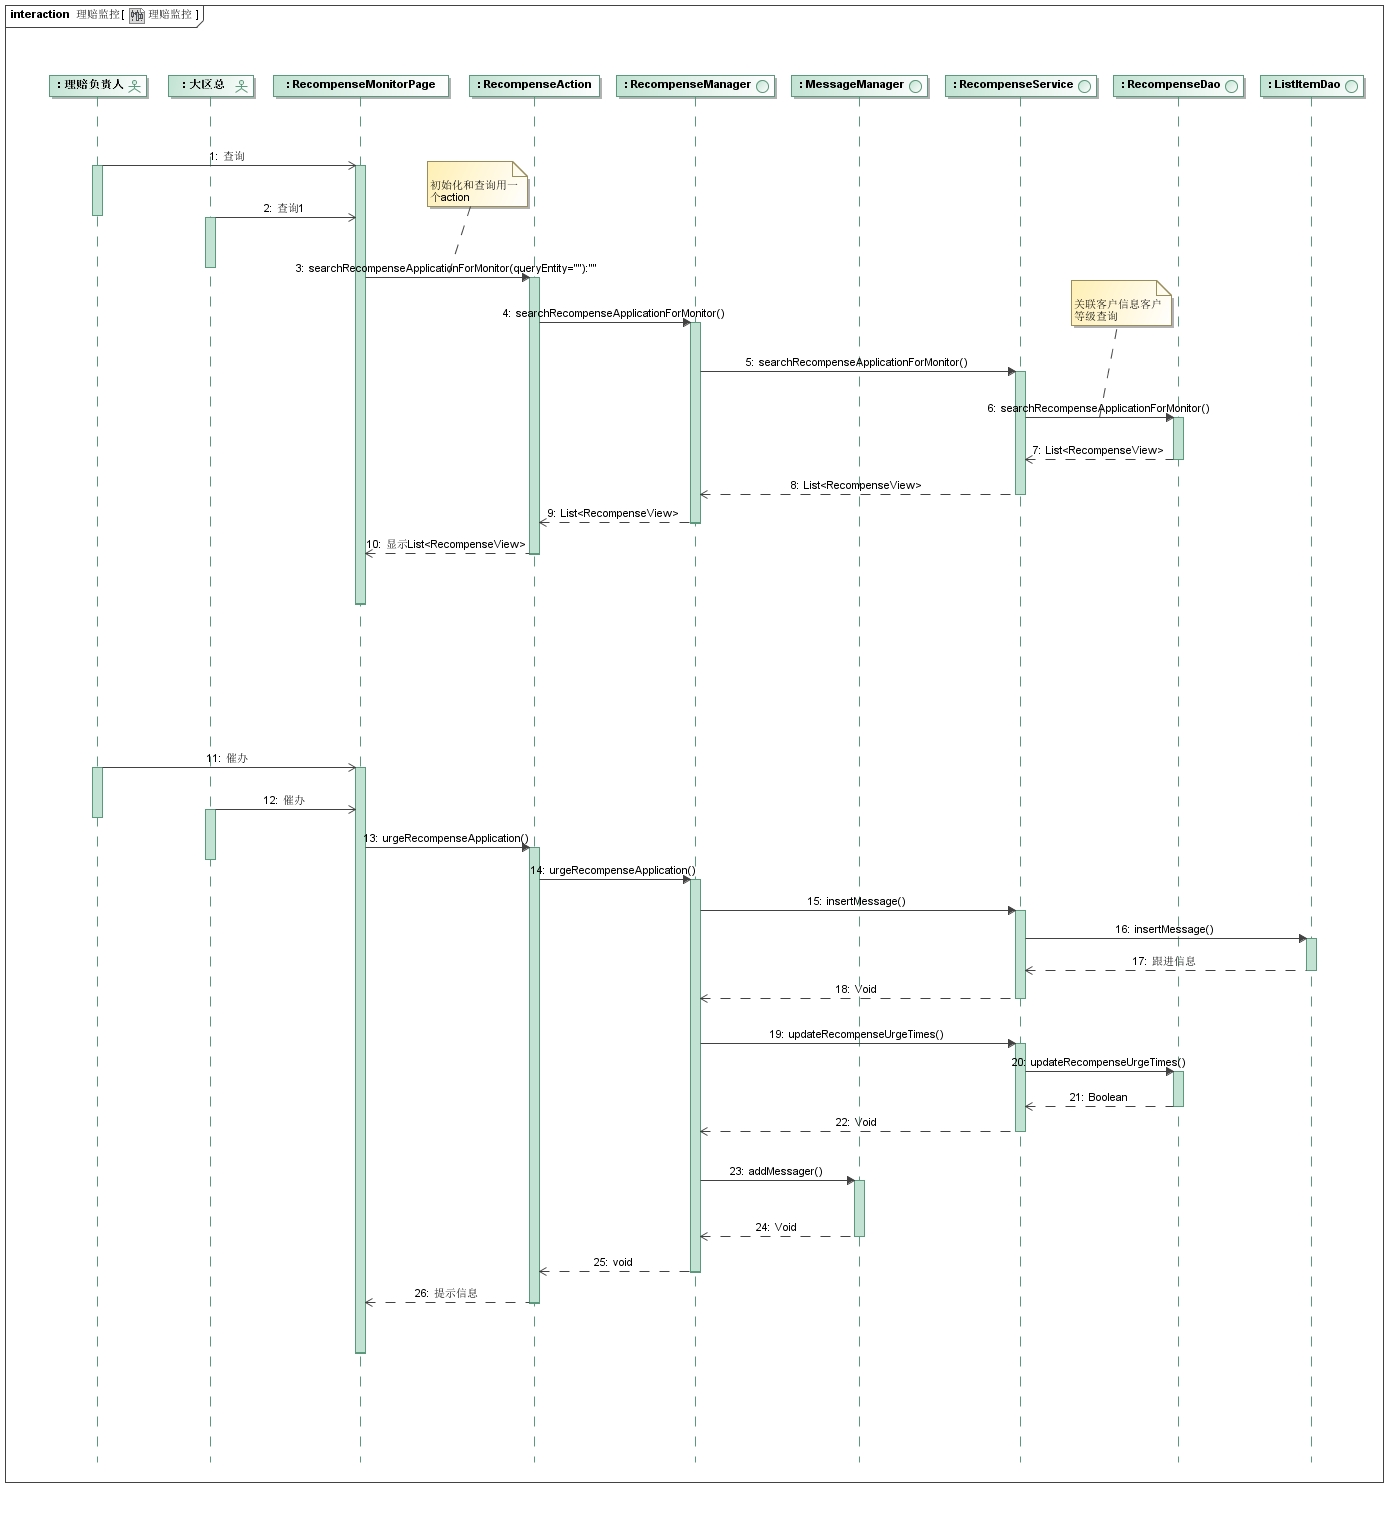 interaction 理赔监控[ 理赔监控 ]
: 理赔负责人
: 大区总
: RecompenseMonitorPage
: RecompenseAction
: RecompenseManager
: MessageManager
: RecompenseService
: RecompenseDao
: ListItemDao
1: 查询
初始化和查询用一
个action
2: 查询1
3: searchRecompenseApplicationForMonitor(queryEntity=""):""
关联客户信息客户
等级查询
4: searchRecompenseApplicationForMonitor()
5: searchRecompenseApplicationForMonitor()
6: searchRecompenseApplicationForMonitor()
7: List<RecompenseView>
8: List<RecompenseView>
9: List<RecompenseView>
10: 显示List<RecompenseView>
11: 催办
12: 催办
13: urgeRecompenseApplication()
14: urgeRecompenseApplication()
15: insertMessage()
16: insertMessage()
17: 跟进信息
18: Void
19: updateRecompenseUrgeTimes()
20: updateRecompenseUrgeTimes()
21: Boolean
22: Void
23: addMessager()
24: Void
25: void
26: 提示信息